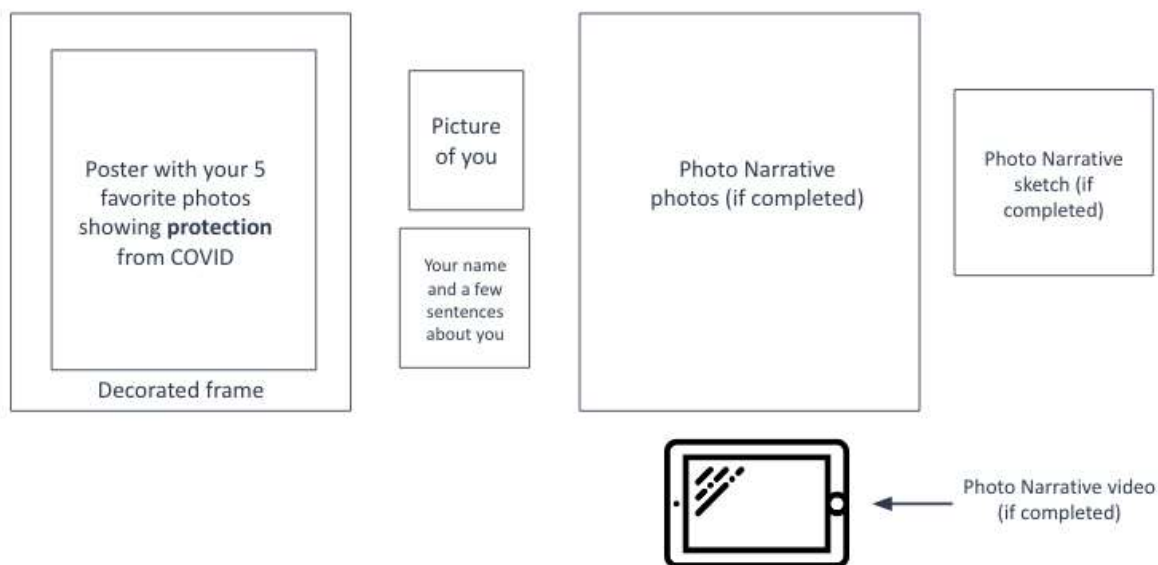 Poster with your 5
favorite photos
showing protection
from COVID
Decorated frame
Picture
of you
Your name
and a few
sentences
about you
Photo Narrative
photos (if completed)
Photo Narrative
sketch (if
completed)
Photo Narrative video
(if completed)